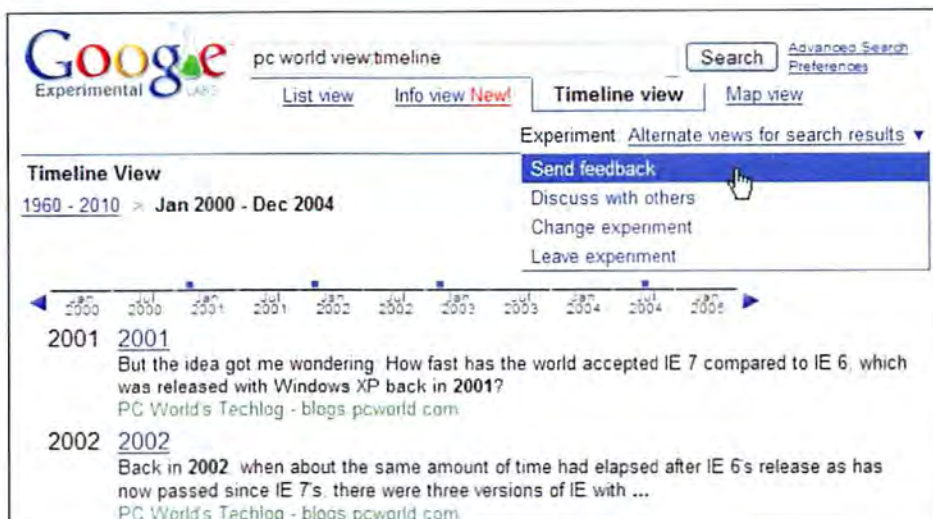 Google
Experimental LABS
pc world view:timeline
Search
Advanced Search
Preferences
List view Info view New! Timeline view Map view
Experiment: Alternate views for search results ▼
Timeline View
Send feedback
1960 - 2010 > Jan 2000 - Dec 2004
Discuss with others
Change experiment
Leave experiment
Jan 2000 Jul 2000 Jan 2001 Jul 2001 Jan 2002 Jul 2002 Jan 2003 Jul 2003 Jan 2004 Jul 2004 Jan 2005
2001 2001
But the idea got me wondering: How fast has the world accepted IE 7 compared to IE 6, which
was released with Windows XP back in 2001?
PC World's Techlog - blogs.pcworld.com
2002 2002
Back in 2002, when about the same amount of time had elapsed after IE 6's release as has
now passed since IE 7's, there were three versions of IE with ...
PC World's Techlog - blogs.pcworld.com